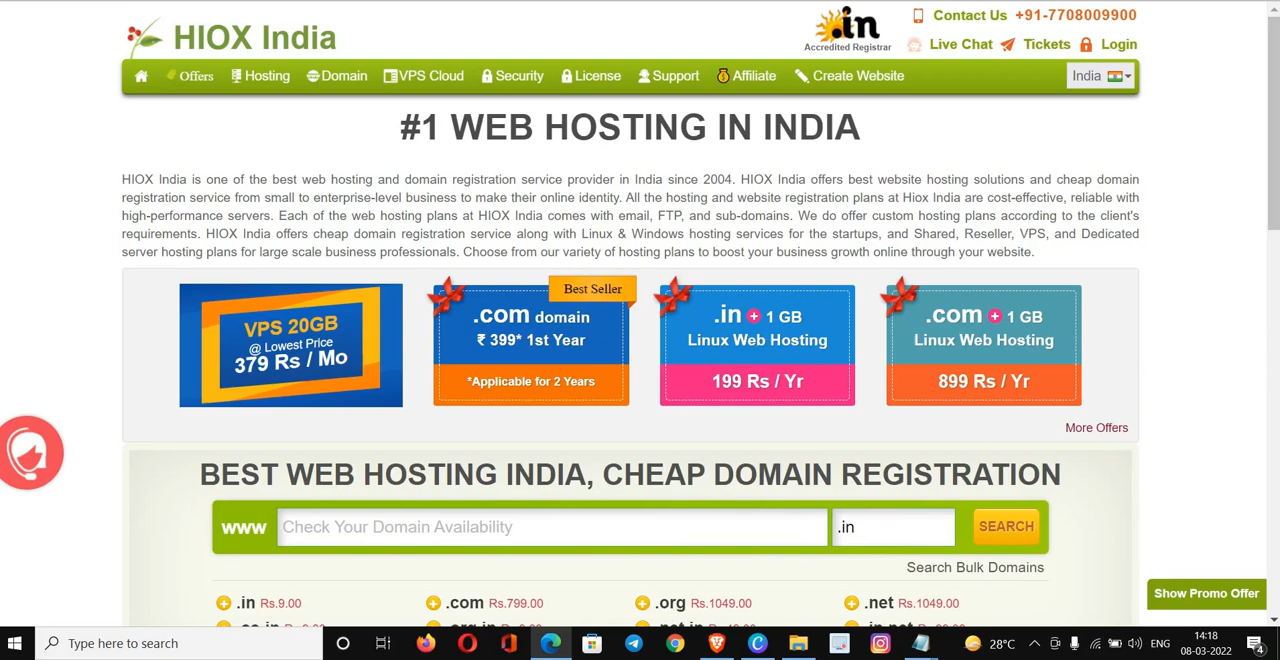 HIOX India
.in
Accredited Registrar
Contact Us +91-7708009900
Live Chat Tickets Login
Offers Hosting Domain VPS Cloud Security License Support Affiliate Create Website India
#1 WEB HOSTING IN INDIA
HIOX India is one of the best web hosting and domain registration service provider in India since 2004. HIOX India offers best website hosting solutions and cheap domain
registration service from small to enterprise-level business to make their online identity. All the hosting and website registration plans at Hiox India are cost-effective, reliable with
high-performance servers. Each of the web hosting plans at HIOX India comes with email, FTP, and sub-domains. We do offer custom hosting plans according to the client's
requirements. HIOX India offers cheap domain registration service along with Linux & Windows hosting services for the startups, and Shared, Reseller, VPS, and Dedicated
server hosting plans for large scale business professionals. Choose from our variety of hosting plans to boost your business growth online through your website.
VPS 20GB
@ Lowest Price
379 Rs / Mo
Best Seller
.com domain
₹ 399* 1st Year
*Applicable for 2 Years
.in + 1 GB
Linux Web Hosting
199 Rs / Yr
.com + 1 GB
Linux Web Hosting
899 Rs / Yr
More Offers
BEST WEB HOSTING INDIA, CHEAP DOMAIN REGISTRATION
www Check Your Domain Availability .in SEARCH
Search Bulk Domains
Show Promo Offer
.in Rs.9.00 .com Rs.799.00 .org Rs.1049.00 .net Rs.1049.00
Type here to search
28°C ENG
14:18
08-03-2022
4